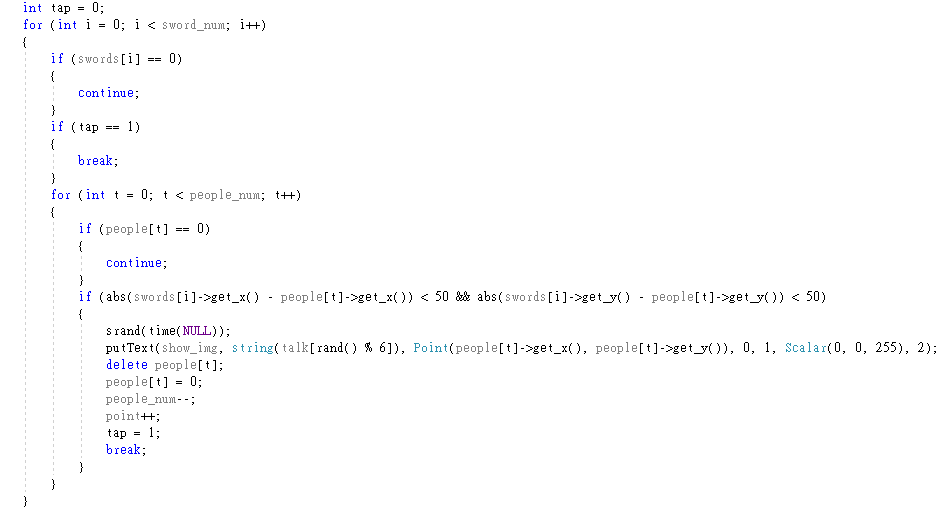 int tap = 0;
for (int i = 0; i < sword_num; i++)
{
if (swords[i] == 0)
{
continue;
}
if (tap == 1)
{
break;
}
for (int t = 0; t < people_num; t++)
{
if (people[t] == 0)
{
continue;
}
if (abs(swords[i]->get_x() - people[t]->get_x()) < 50 && abs(swords[i]->get_y() - people[t]->get_y()) < 50)
{
srand(time(NULL));
putText(show_img, string(talk[rand() % 6]), Point(people[t]->get_x(), people[t]->get_y()), 0, 1, Scalar(0, 0, 255), 2);
delete people[t];
people[t] = 0;
people_num--;
point++;
tap = 1;
break;
}
}
}